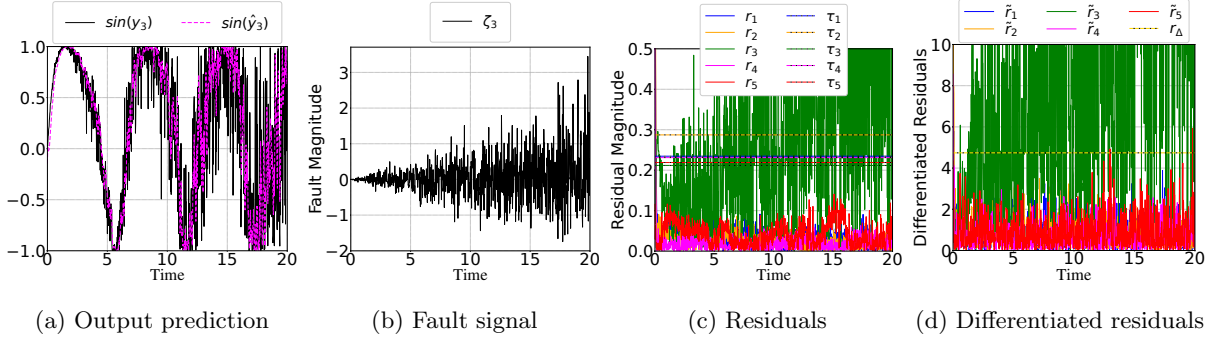 sin(y₃) sin(ŷ₃)
1.0
0.5
0.0
−0.5
−1.0
0 5 10 15 20
Time
(a) Output prediction
ζ₃
Fault Magnitude
3
2
1
0
−1
−2
0 5 10 15 20
Time
(b) Fault signal
r₁ τ₁
r₂ τ₂
r₃ τ₃
r₄ τ₄
r₅ τ₅
Residual Magnitude
0.5
0.4
0.3
0.2
0.1
0.0
0 5 10 15 20
Time
(c) Residuals
r̃₁ r̃₃ r̃₅
r̃₂ r̃₄ r_Δ
Differentiated Residuals
10
8
6
4
2
0
0 5 10 15 20
Time
(d) Differentiated residuals